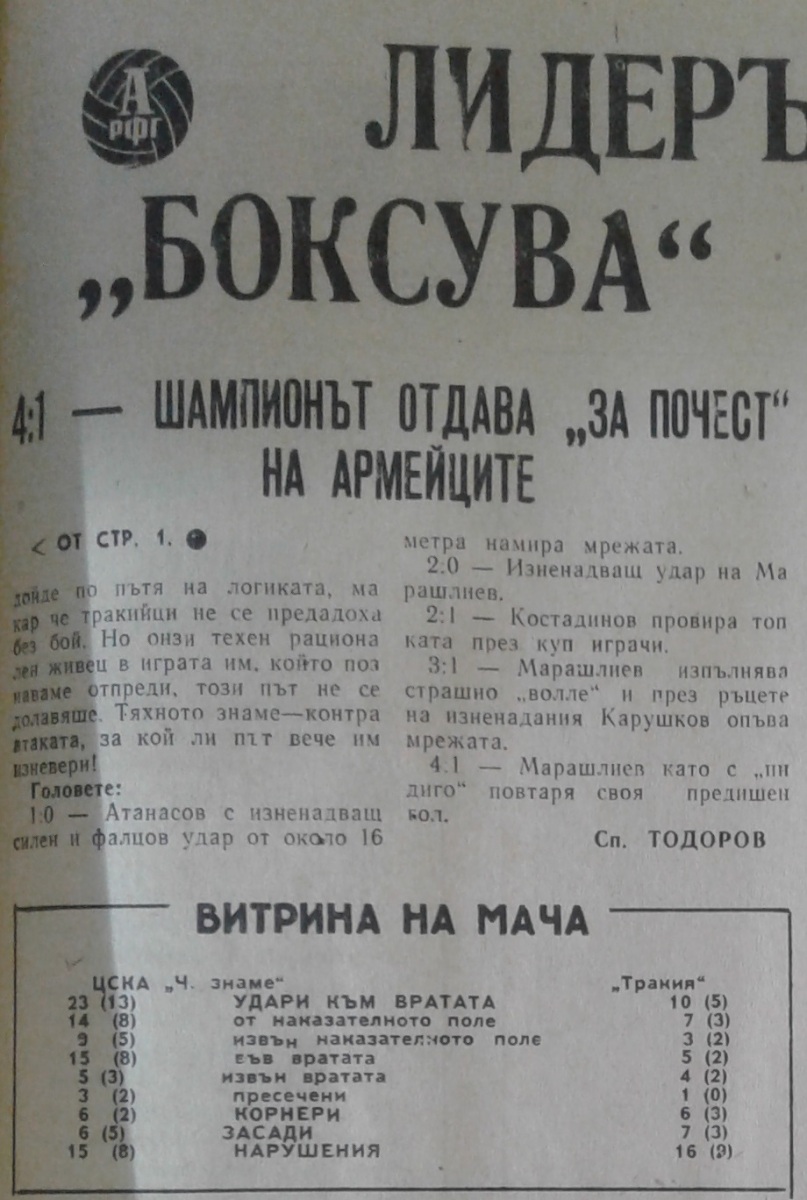 А
РФГ
ЛИДЕРЪ
„БОКСУВА“
4:1 — ШАМПИОНЪТ ОТДАВА „ЗА ПОЧЕСТ“
НА АРМЕЙЦИТЕ
< ОТ СТР. 1.
дойде по пътя на логиката, ма
кар че тракийци не се предадоха
без бой. Но онзи техен рациона
лен живец в играта им, който поз
наваме отпреди, този път не се
долавяше. Тяхното знаме—контра
атаката, за кой ли път вече им
изневери!
Головете:
1:0 — Атанасов с изненадващ
силен и фалцов удар от около 16
метра намира мрежата.
2:0 — Изненадващ удар на Ма
рашлиев.
2:1 — Костадинов провира топ
ката през куп играчи.
3:1 — Марашлиев изпълнява
страшно „волле“ и през ръцете
на изненадания Карушков опъва
мрежата.
4.1 — Марашлиев като с „ин
диго“ повтаря своя предишен
гол.
Сп. ТОДОРОВ
ВИТРИНА НА МАЧА
ЦСКА „Ч. знаме“ „Тракия“
23 (13) УДАРИ КЪМ ВРАТАТА 10 (5)
14 (8) от наказателното поле 7 (3)
9 (5) извън наказателното поле 3 (2)
15 (8) във вратата 5 (2)
5 (3) извън вратата 4 (2)
3 (2) пресечени 1 (0)
6 (2) КОРНЕРИ 6 (3)
6 (5) ЗАСАДИ 7 (3)
15 (8) НАРУШЕНИЯ 16 (9)